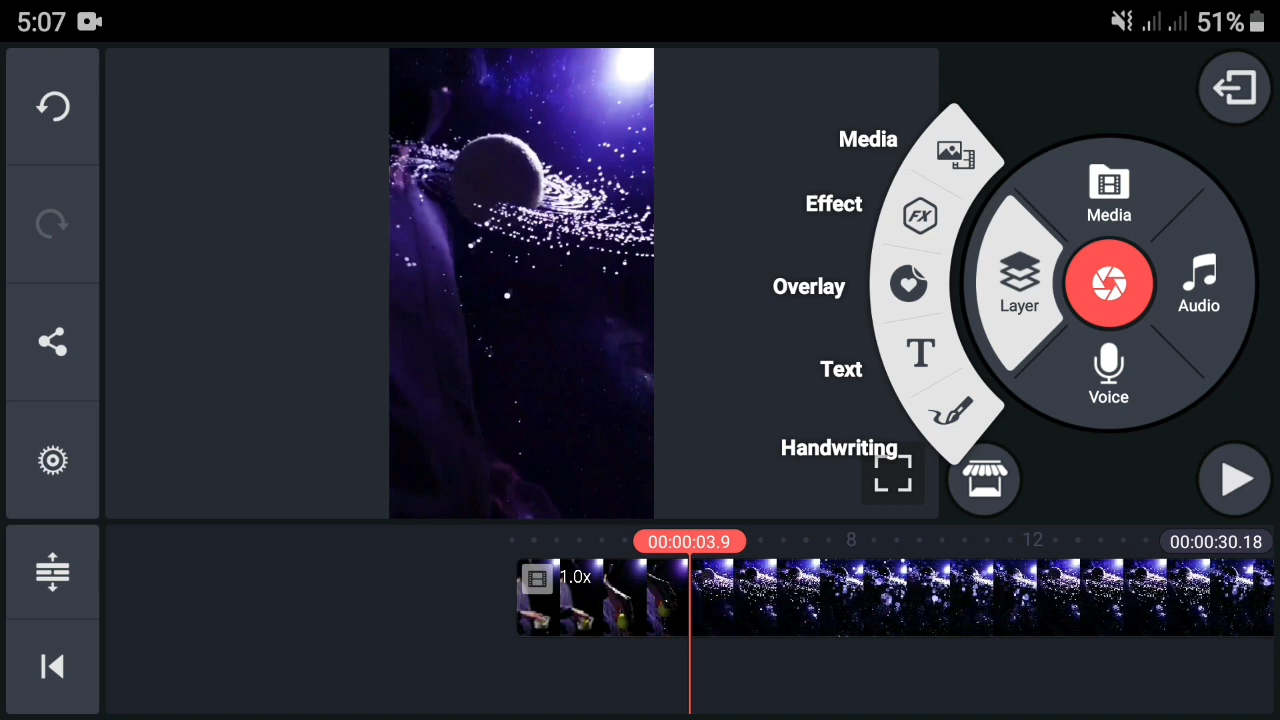 5:07
51%
Media
Effect
Overlay
Text
Handwriting
FX
T
Media
Layer
Audio
Voice
00:00:03.9
8
12
00:00:30.18
1.0x